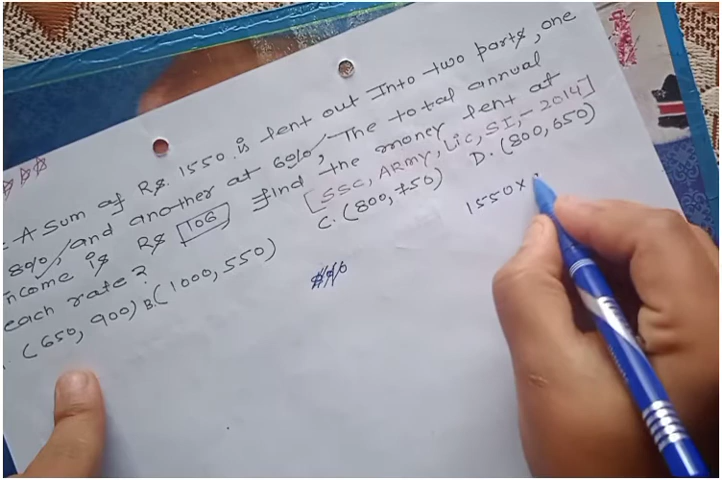 A sum of Rs. 1550 is lent out Into two parts, one
8%, and another at 6%, The total annual
ncome is Rs 106, find the money lent at
each rate? [SSC, ARMY, Lic, SI, - 2014]
(650, 900) B. (1000, 550) C. (800, 750) D. (800, 650)
1550×